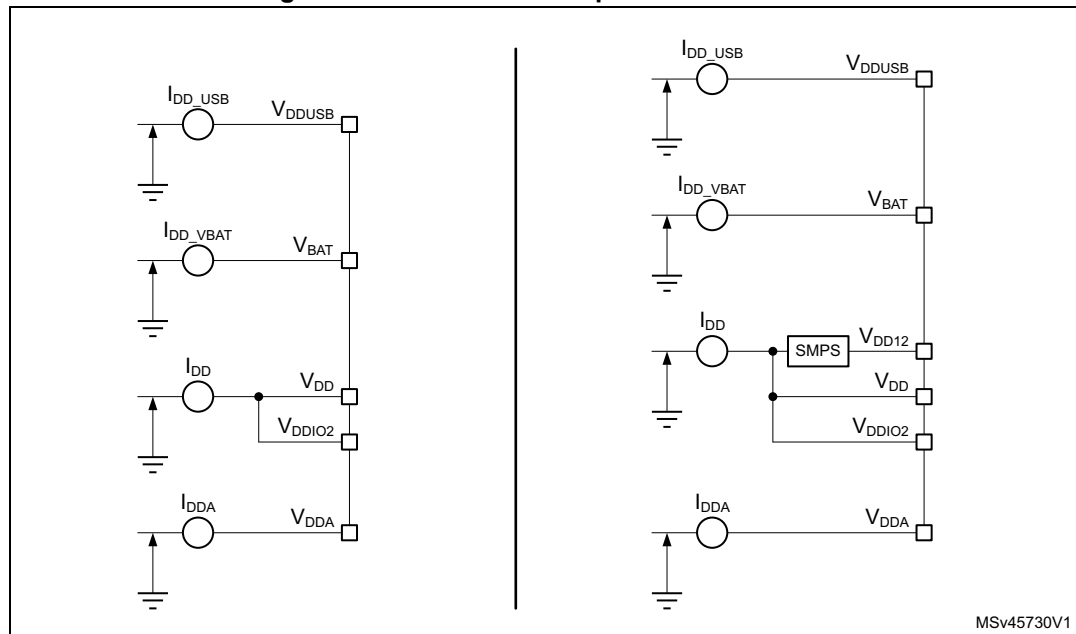 I_DD_USB
V_DDUSB
I_DD_VBAT
V_BAT
I_DD
V_DD
V_DDIO2
I_DDA
V_DDA
I_DD_USB
V_DDUSB
I_DD_VBAT
V_BAT
I_DD
SMPS
V_DD12
V_DD
V_DDIO2
I_DDA
V_DDA
MSv45730V1